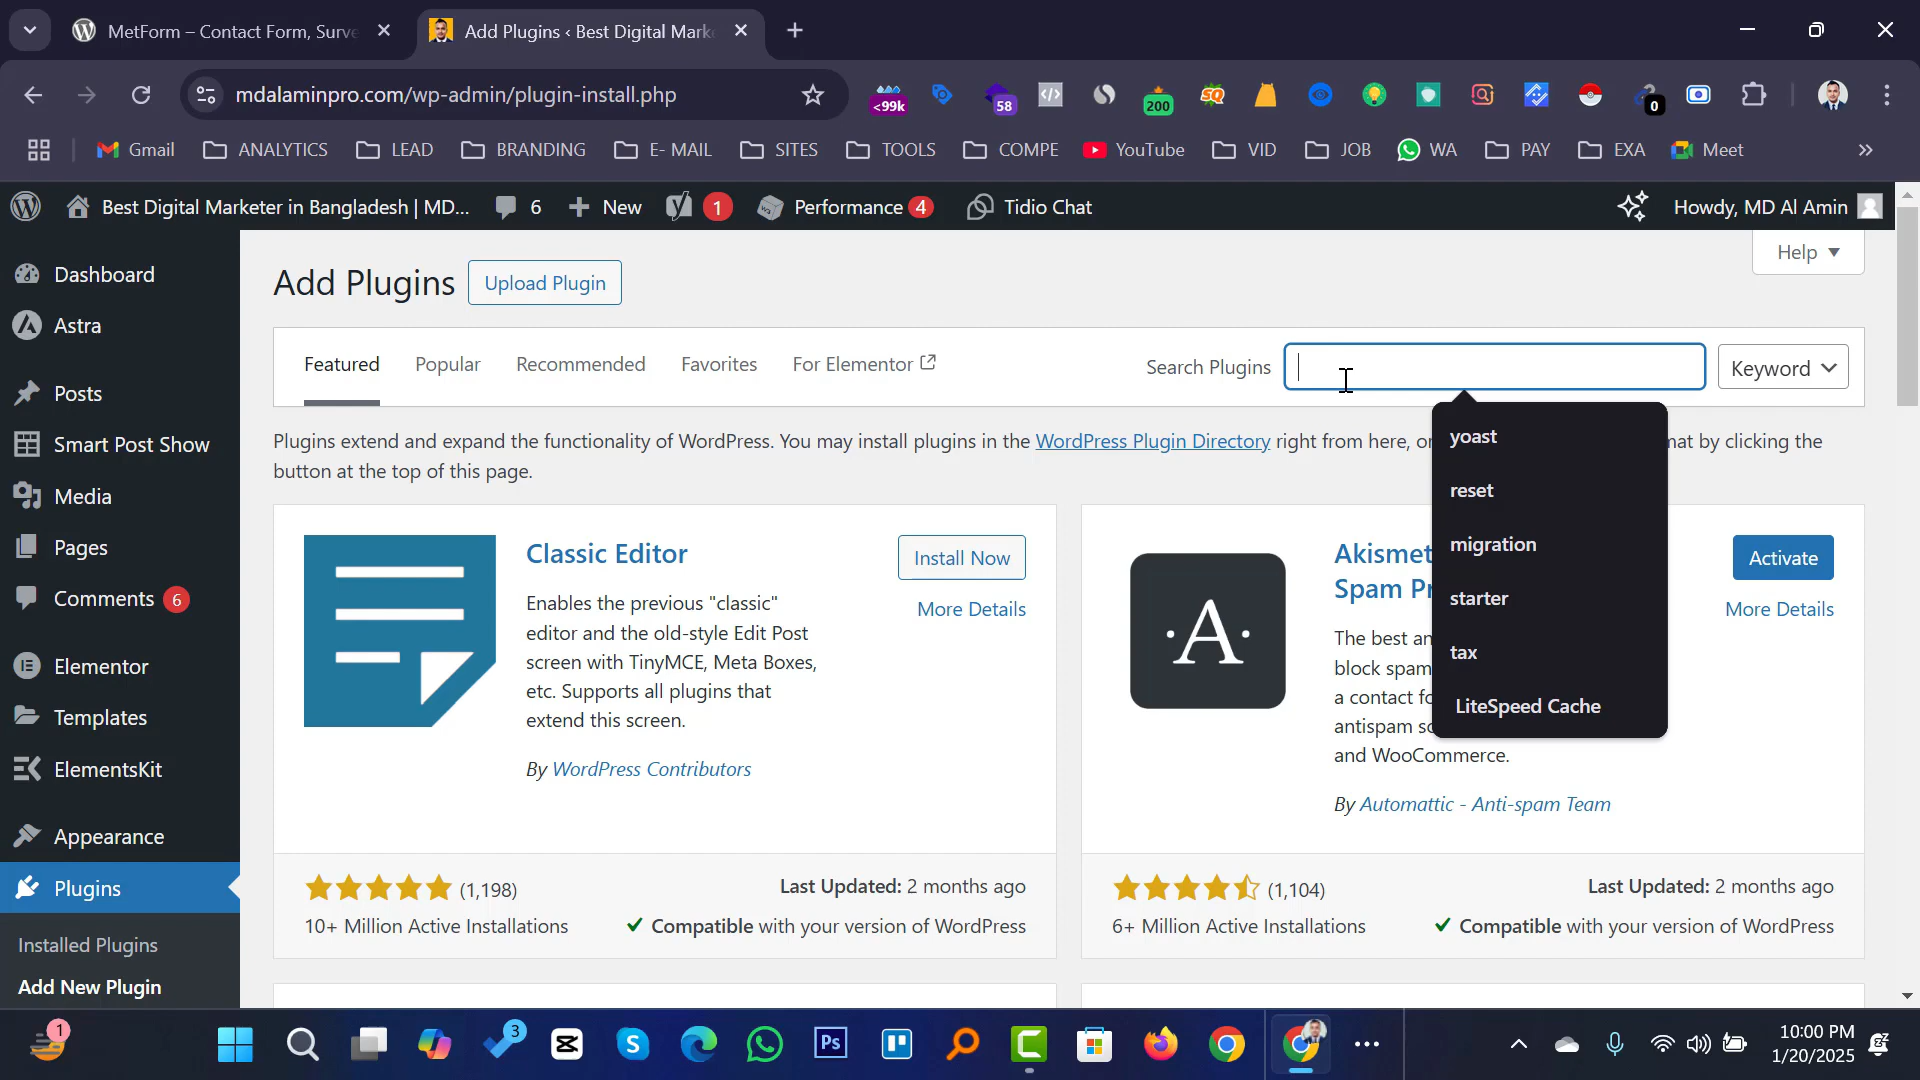 MetForm – Contact Form, Surve
Add Plugins ‹ Best Digital Mark
mdalaminpro.com/wp-admin/plugin-install.php
<99k
58
200
0
Gmail
ANALYTICS
LEAD
BRANDING
E- MAIL
SITES
TOOLS
COMPE
YouTube
VID
JOB
WA
PAY
EXA
Meet
Best Digital Marketer in Bangladesh | MD...
6
New
1
Performance 4
Tidio Chat
Howdy, MD Al Amin
Dashboard
Astra
Posts
Smart Post Show
Media
Pages
Comments 6
Elementor
Templates
ElementsKit
Appearance
Plugins
Installed Plugins
Add New Plugin
Help
Add Plugins
Upload Plugin
Featured
Popular
Recommended
Favorites
For Elementor
Search Plugins
Keyword
Plugins extend and expand the functionality of WordPress. You may install plugins in the WordPress Plugin Directory right from here, or mat by clicking the
button at the top of this page.
yoast
reset
migration
starter
tax
LiteSpeed Cache
Classic Editor
Install Now
More Details
Enables the previous "classic"
editor and the old-style Edit Post
screen with TinyMCE, Meta Boxes,
etc. Supports all plugins that
extend this screen.
By WordPress Contributors
(1,198)
10+ Million Active Installations
Last Updated: 2 months ago
Compatible with your version of WordPress
Akismet
Spam Pr
Activate
More Details
The best an
block spam
a contact fo
antispam so
and WooCommerce.
By Automattic - Anti-spam Team
(1,104)
6+ Million Active Installations
Last Updated: 2 months ago
Compatible with your version of WordPress
1
3
Ps
10:00 PM
1/20/2025